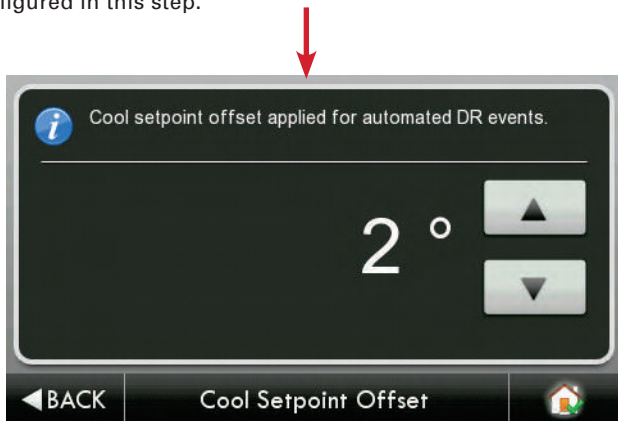 figured in this step.
Cool setpoint offset applied for automated DR events.
2 °
BACK
Cool Setpoint Offset